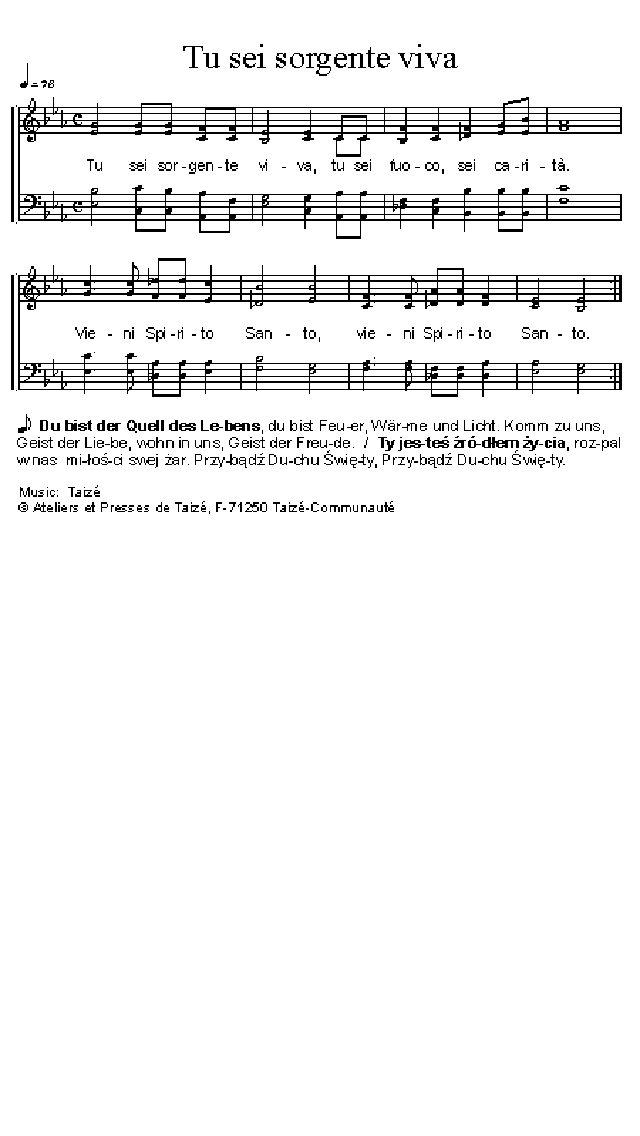 Tu sei sorgente viva
♩ = 76
Tu sei sor - gen - te vi - va, tu sei fuo - co, sei ca - ri - tà.
Vie - ni Spi - ri - to San - to, vie - ni Spi - ri - to San - to.
♪ Du bist der Quell des Le-bens, du bist Feu-er, Wär-me und Licht. Komm zu uns,
Geist der Lie-be, wohn in uns, Geist der Freu-de. / Ty jes-teś źró-dłem ży-cia, roz-pal
w nas mi-łoś-ci swej żar. Przy-bądź Du-chu Świę-ty, Przy-bądź Du-chu Świę-ty.
Music: Taizé
© Ateliers et Presses de Taizé, F-71250 Taizé-Communauté